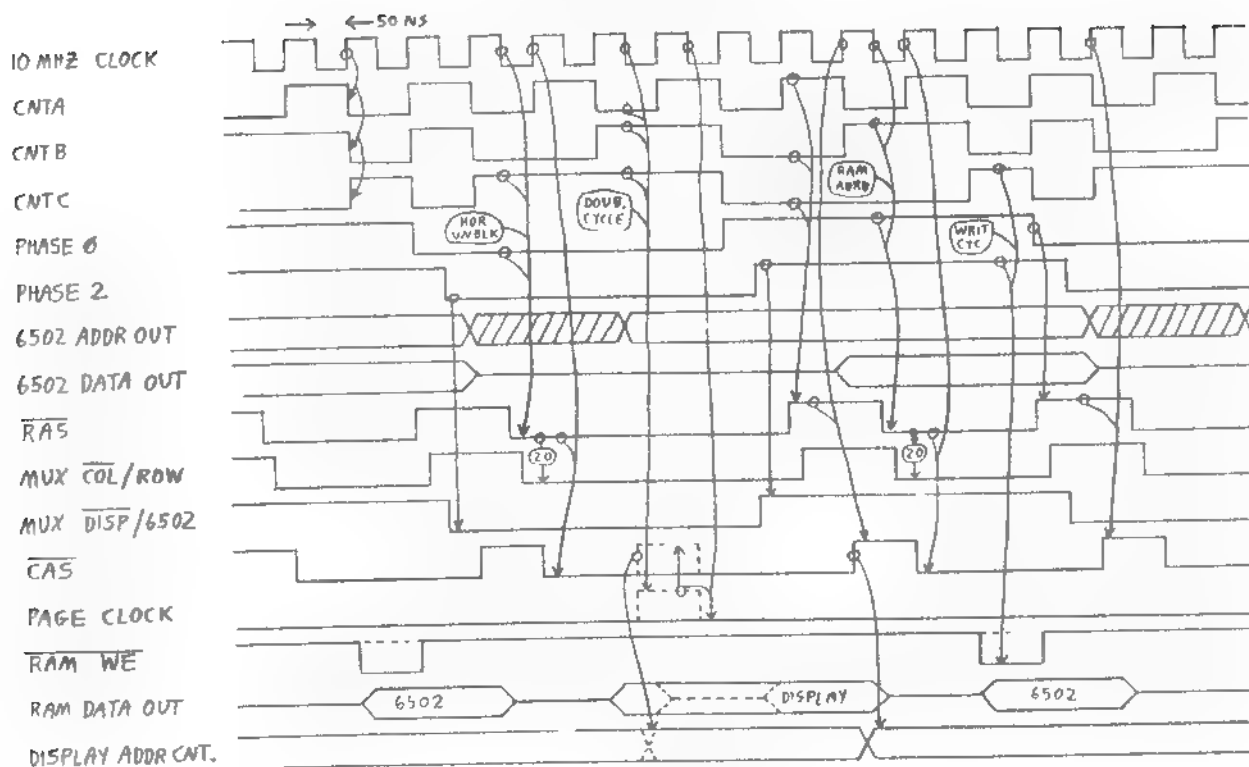 50 NS
10 MHZ CLOCK
CNTA
CNTB
CNTC
RAM ADRD
DOUB. CYCLE
HOR UNBLK
WRIT CYC
PHASE 0
PHASE 2
6502 ADDR OUT
6502 DATA OUT
RAS
20
20
MUX COL/ROW
MUX DISP/6502
CAS
PAGE CLOCK
RAM WE
RAM DATA OUT
6502
DISPLAY
6502
DISPLAY ADDR CNT.